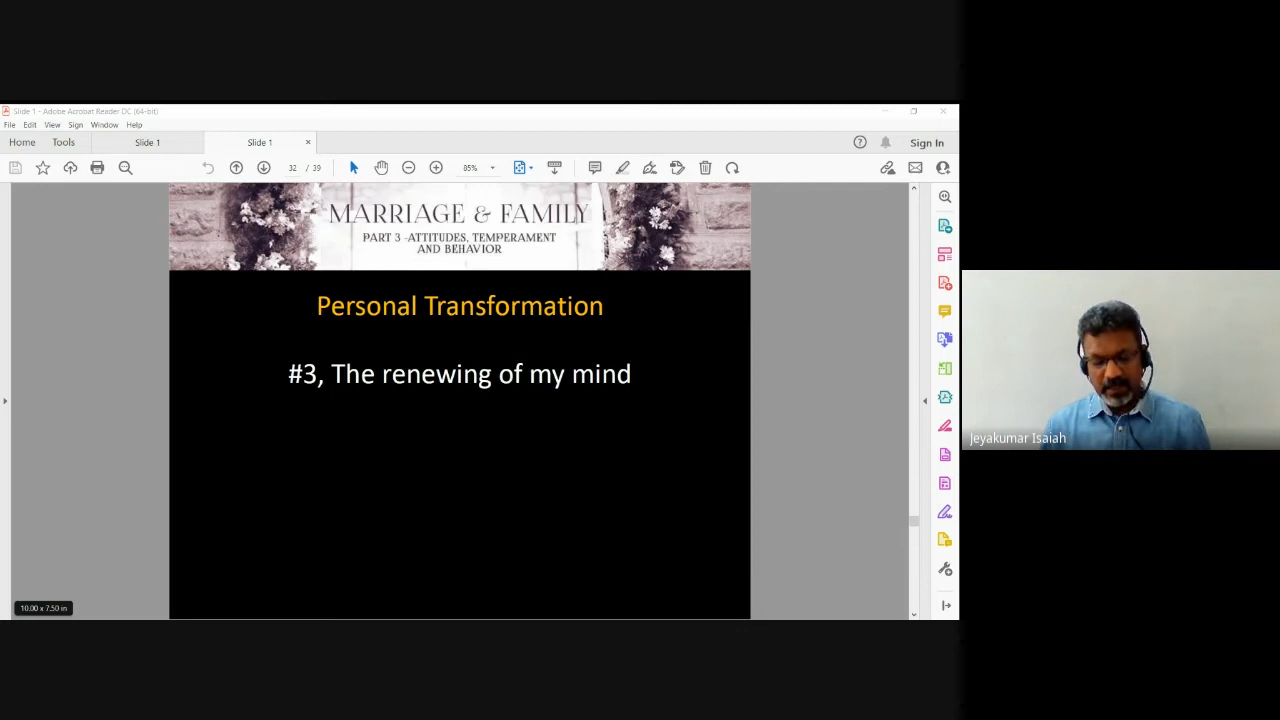 Slide 1 - Adobe Acrobat Reader DC (64-bit)
File Edit View Sign Window Help
Home Tools Slide 1 Slide 1 Sign In
32 / 39 85%
MARRIAGE & FAMILY
PART 3 -ATTITUDES, TEMPERAMENT
AND BEHAVIOR
Personal Transformation
#3, The renewing of my mind
Jeyakumar Isaiah
10.00 x 7.50 in